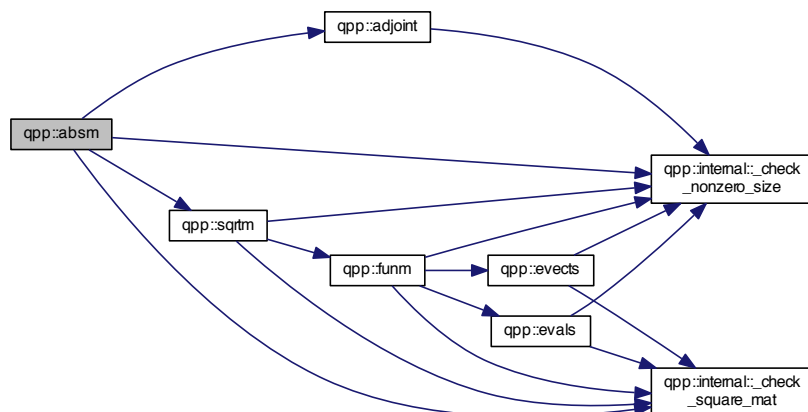 qpp::adjoint
qpp::absm
qpp::internal::_check
_nonzero_size
qpp::sqrtm
qpp::funm
qpp::evects
qpp::evals
qpp::internal::_check
_square_mat